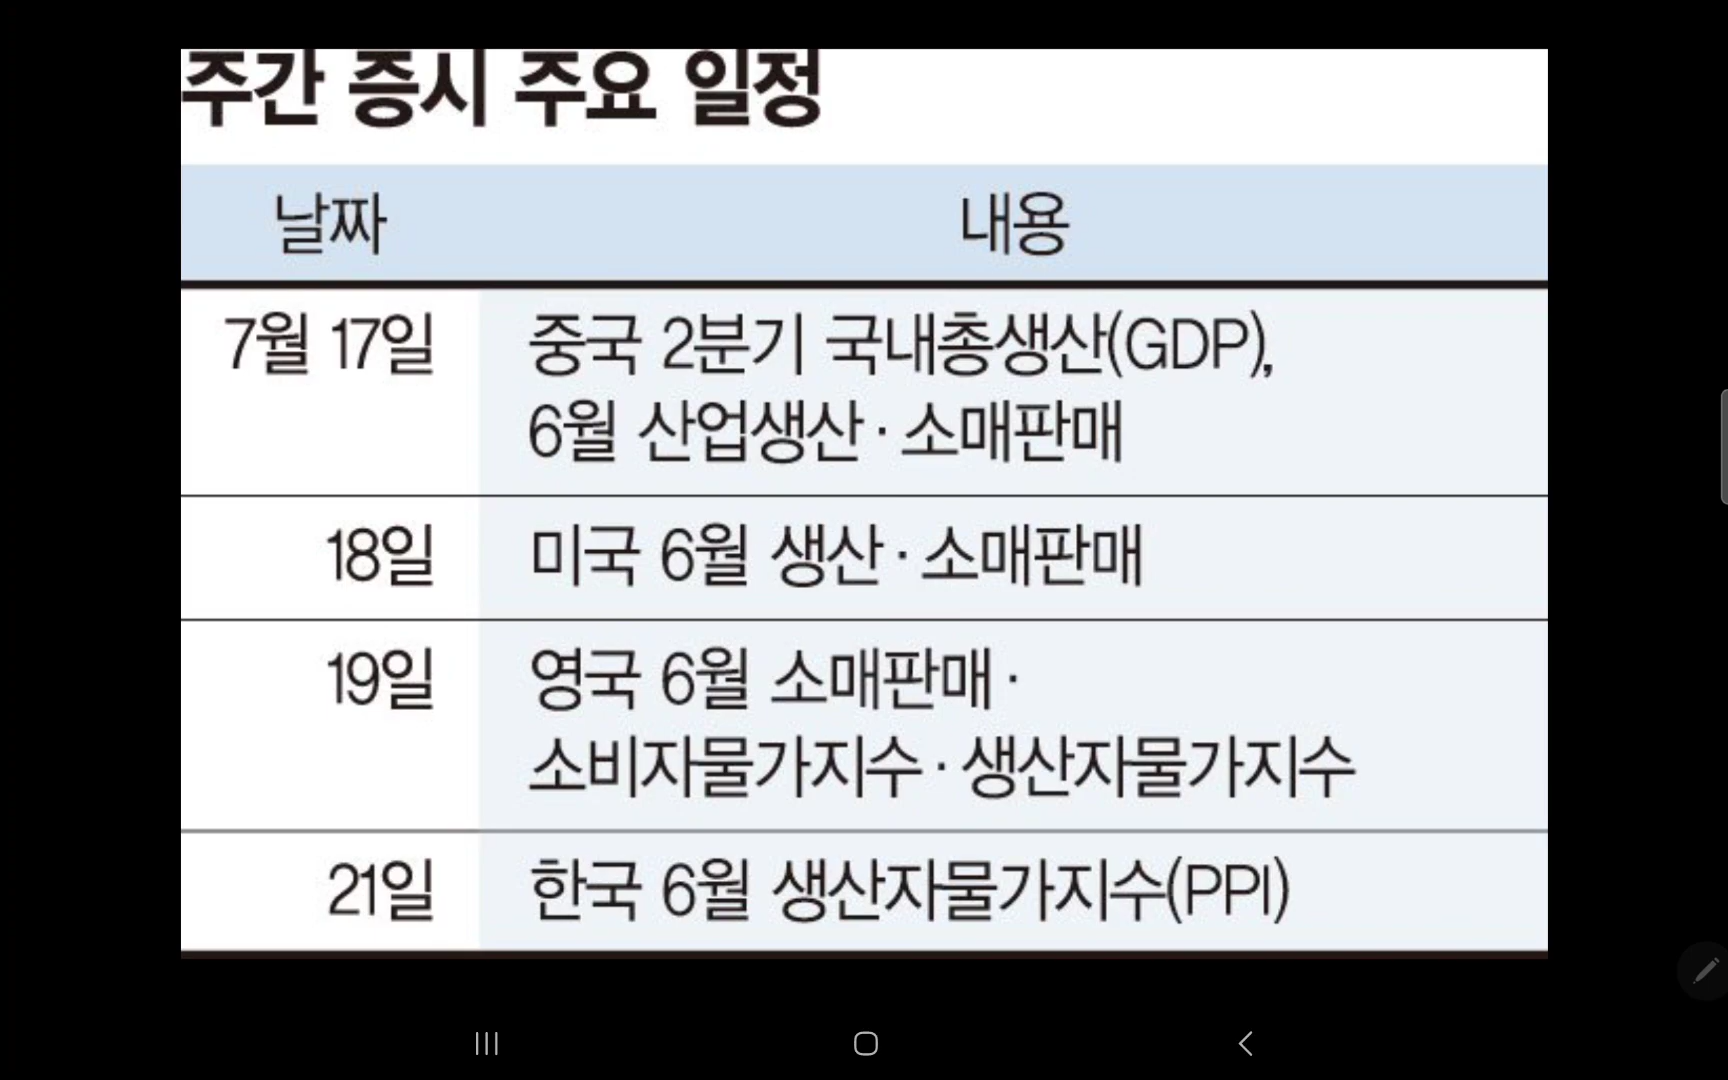 주간 증시 주요 일정
날짜 내용
7월 17일 중국 2분기 국내총생산(GDP),
6월 산업생산·소매판매
18일 미국 6월 생산·소매판매
19일 영국 6월 소매판매·
소비자물가지수·생산자물가지수
21일 한국 6월 생산자물가지수(PPI)